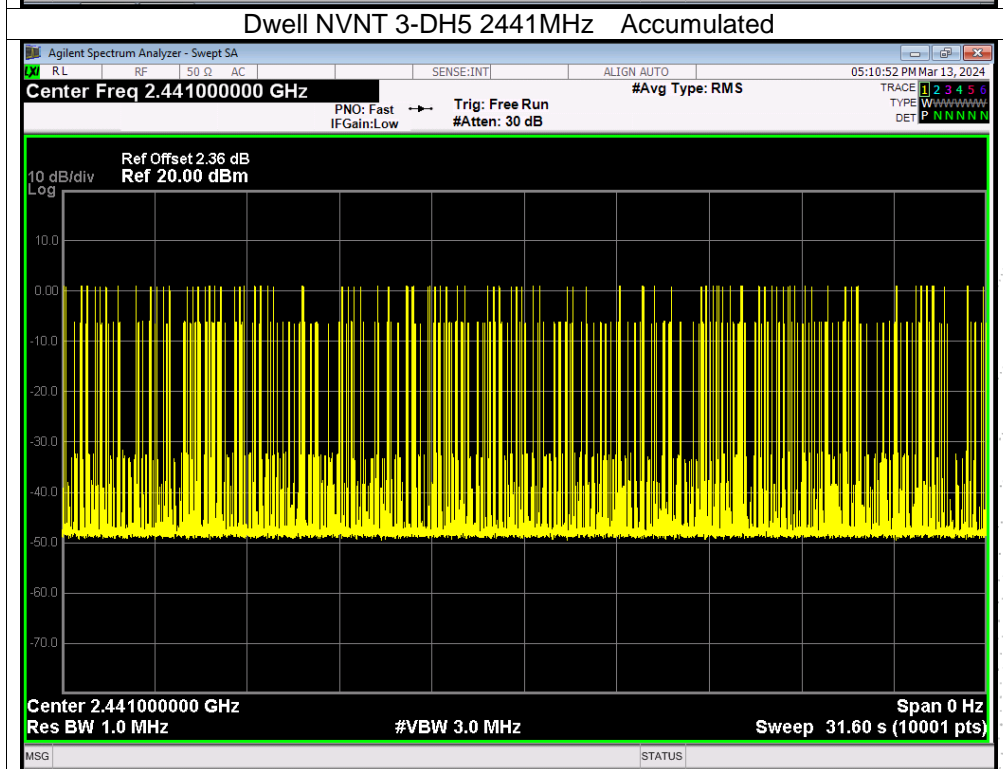 Dwell NVNT 3-DH5 2441MHz Accumulated
Agilent Spectrum Analyzer - Swept SA
LXI RL RF 50 Ω AC SENSE:INT ALIGN AUTO 05:10:52 PM Mar 13, 2024
Center Freq 2.441000000 GHz #Avg Type: RMS TRACE 1 2 3 4 5 6
PNO: Fast Trig: Free Run TYPE WWWWWW
IFGain:Low #Atten: 30 dB DET P N N N N N
Ref Offset 2.36 dB
10 dB/div Ref 20.00 dBm
Log
10.0
0.00
-10.0
-20.0
-30.0
-40.0
-50.0
-60.0
-70.0
Center 2.441000000 GHz Span 0 Hz
Res BW 1.0 MHz #VBW 3.0 MHz Sweep 31.60 s (10001 pts)
MSG STATUS